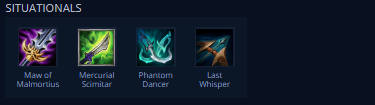 SITUATIONALS
Maw of Malmortius
Mercurial Scimitar
Phantom Dancer
Last Whisper